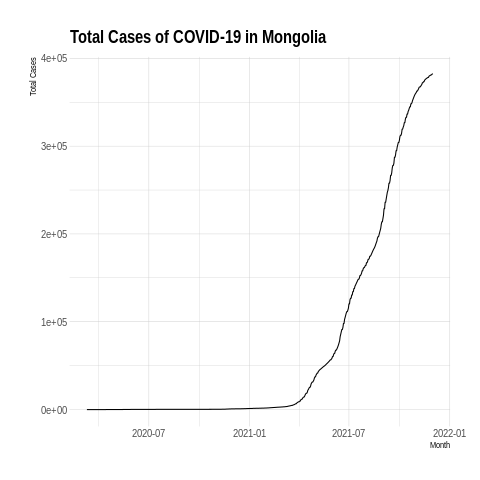 Total Cases of COVID-19 in Mongolia
Total Cases
4e+05
3e+05
2e+05
1e+05
0e+00
2020-07 2021-01 2021-07 2022-01
Month